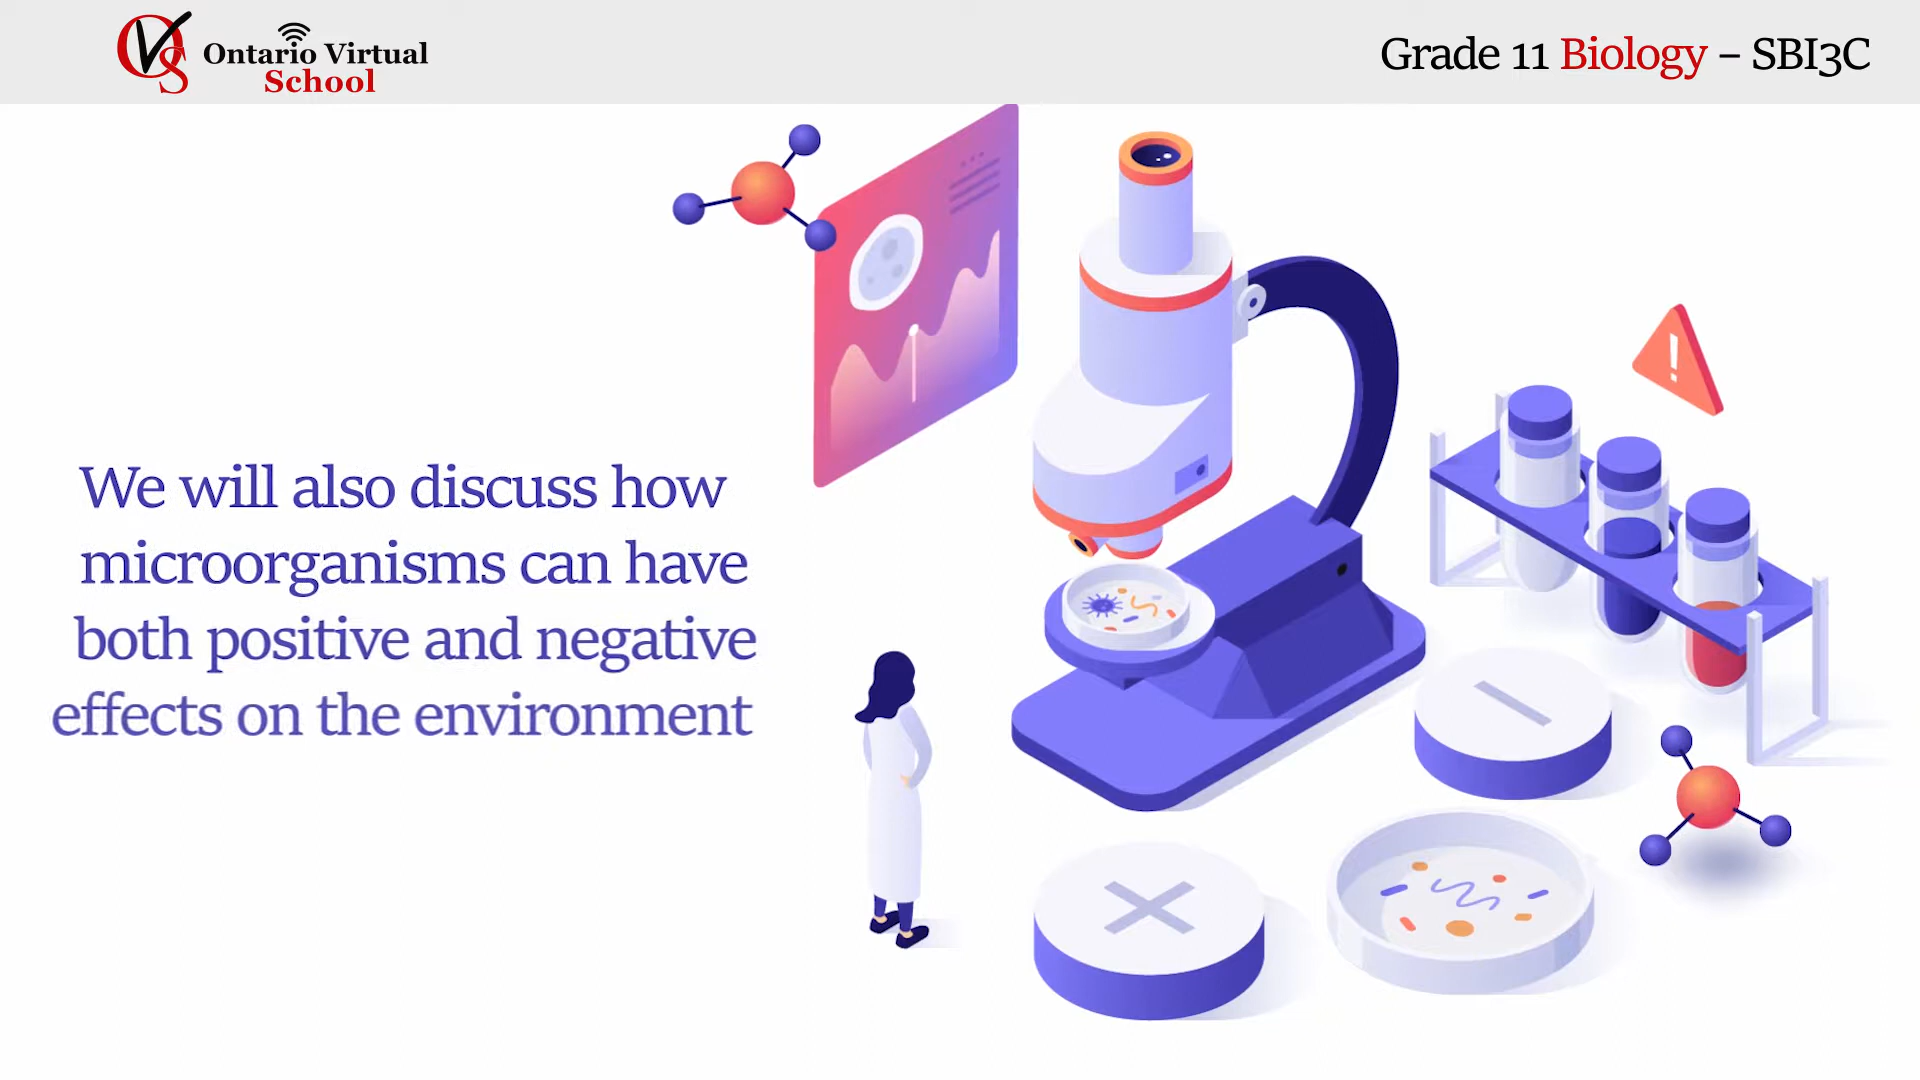 Ontario Virtual
School
Grade 11 Biology – SBI3C
We will also discuss how
microorganisms can have
both positive and negative
effects on the environment